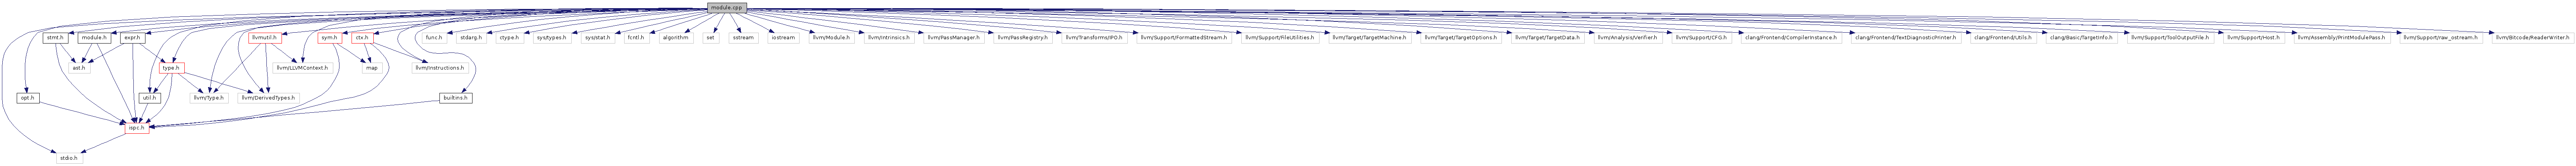 module.cpp
stmt.h
module.h
expr.h
llvmutil.h
sym.h
ctx.h
func.h
stdarg.h
ctype.h
sys/types.h
sys/stat.h
fcntl.h
algorithm
set
sstream
iostream
llvm/Module.h
llvm/Intrinsics.h
llvm/PassManager.h
llvm/PassRegistry.h
llvm/Transforms/IPO.h
llvm/Support/FormattedStream.h
llvm/Support/FileUtilities.h
llvm/Target/TargetMachine.h
llvm/Target/TargetOptions.h
llvm/Target/TargetData.h
llvm/Analysis/Verifier.h
llvm/Support/CFG.h
clang/Frontend/CompilerInstance.h
clang/Frontend/TextDiagnosticPrinter.h
clang/Frontend/Utils.h
clang/Basic/TargetInfo.h
llvm/Support/ToolOutputFile.h
llvm/Support/Host.h
llvm/Assembly/PrintModulePass.h
llvm/Support/raw_ostream.h
llvm/Bitcode/ReaderWriter.h
ast.h
type.h
llvm/LLVMContext.h
map
llvm/Instructions.h
opt.h
util.h
llvm/Type.h
llvm/DerivedTypes.h
builtins.h
ispc.h
stdio.h